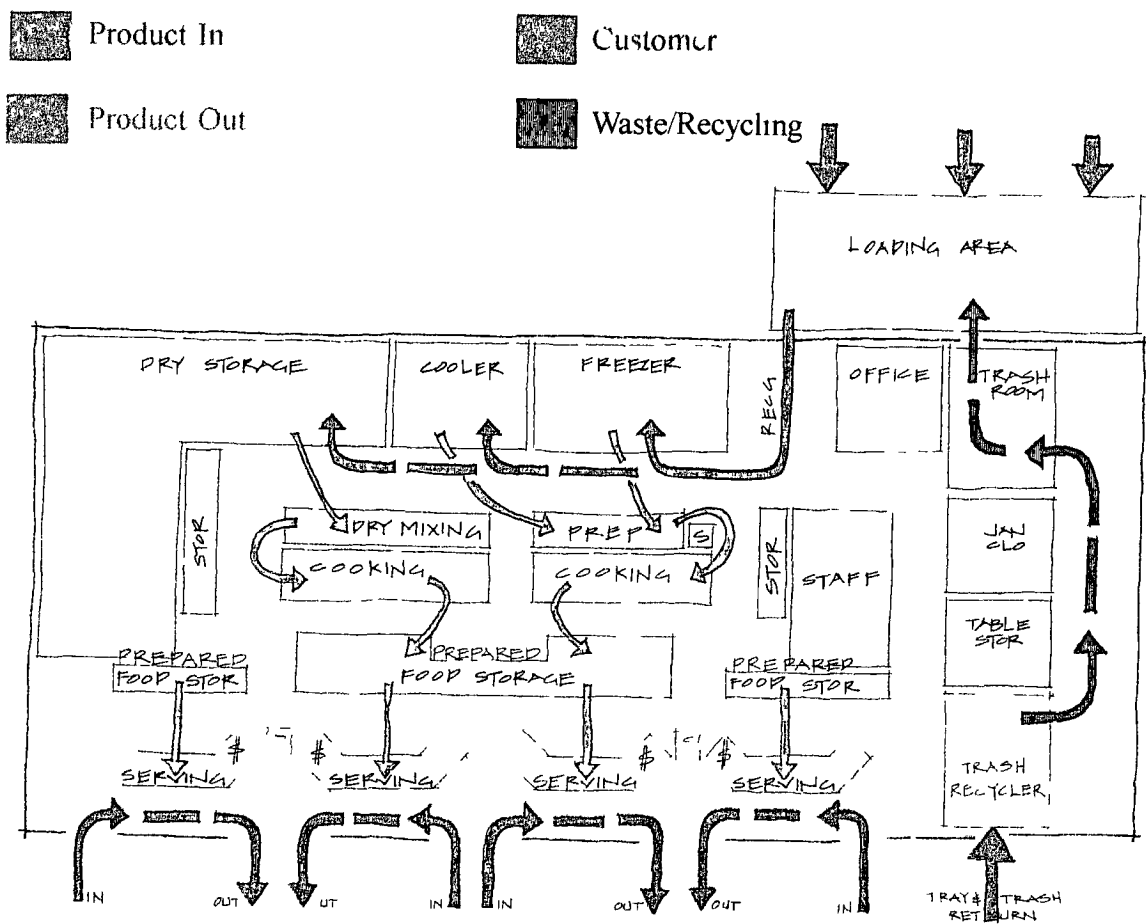 Product In
Customer
Product Out
Waste/Recycling
LOADING AREA
DRY STORAGE
COOLER
FREEZER
RECG
OFFICE
TRASH
ROOM
STOR
DRY MIXING
PREP
S
COOKING
COOKING
STOR
STAFF
JAN
CLO
TABLE
STOR
PREPARED
FOOD STOR
PREPARED
FOOD STORAGE
PREPARED
FOOD STOR
$
$
$
$
SERVING
SERVING
SERVING
SERVING
TRASH
RECYCLER
IN
OUT
UT
IN
IN
OUT
OUT
IN
TRAY & TRASH
RETURN